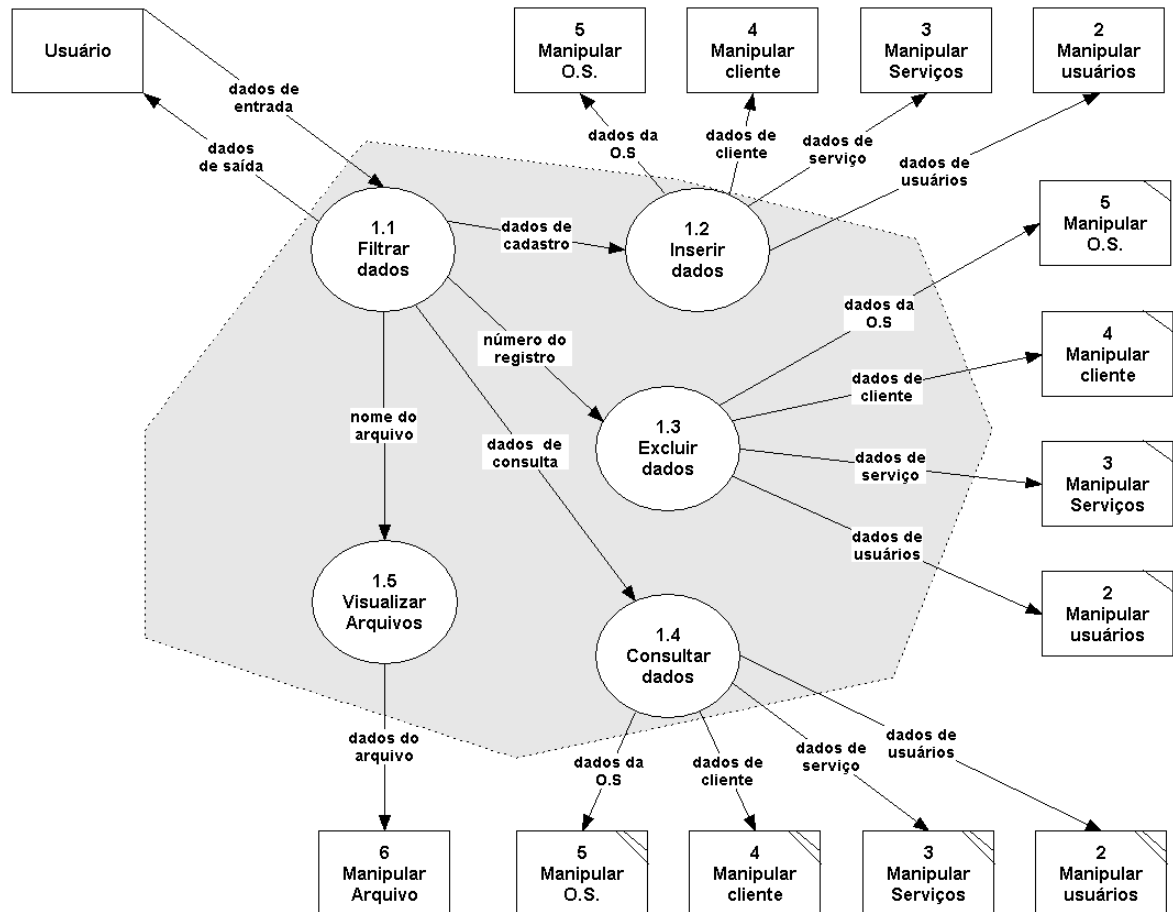 Usuário
5
Manipular
O.S.
4
Manipular
cliente
3
Manipular
Serviços
2
Manipular
usuários
dados de
entrada
dados
de saída
dados da
O.S
dados de
cliente
dados de
serviço
dados de
usuários
1.1
Filtrar
dados
dados de
cadastro
1.2
Inserir
dados
5
Manipular
O.S.
dados da
O.S
número do
registro
4
Manipular
cliente
dados de
cliente
nome do
arquivo
dados de
consulta
1.3
Excluir
dados
dados de
serviço
3
Manipular
Serviços
dados de
usuários
2
Manipular
usuários
1.5
Visualizar
Arquivos
1.4
Consultar
dados
dados do
arquivo
dados da
O.S
dados de
cliente
dados de
serviço
dados de
usuários
6
Manipular
Arquivo
5
Manipular
O.S.
4
Manipular
cliente
3
Manipular
Serviços
2
Manipular
usuários